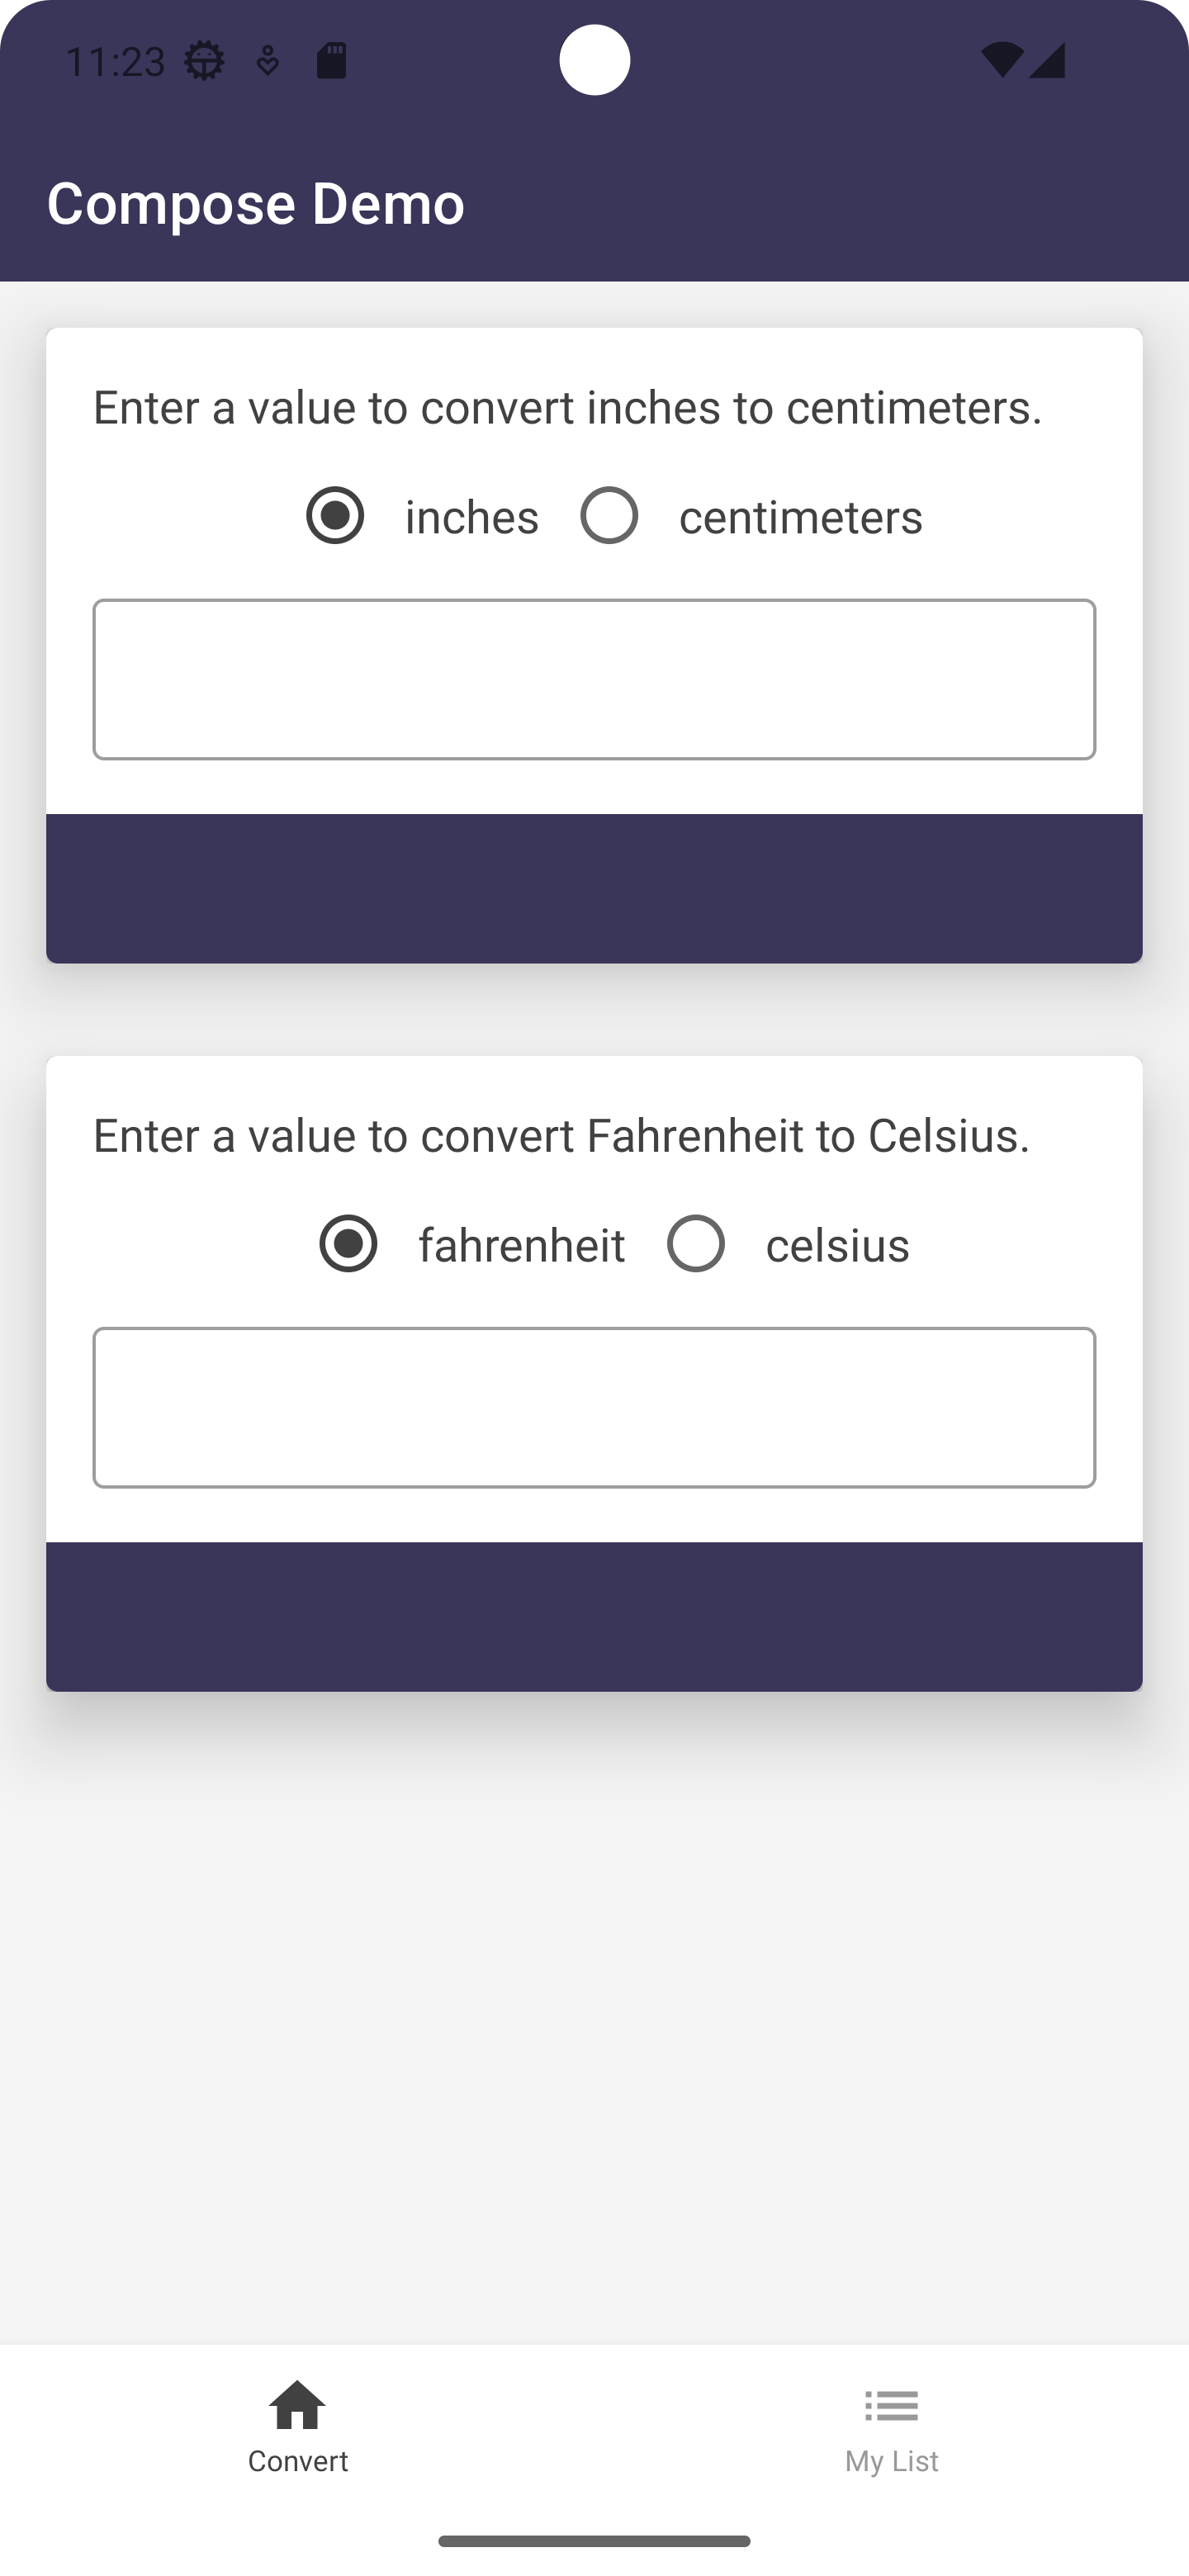 11:23
Compose Demo
Enter a value to convert inches to centimeters.
inches centimeters
Enter a value to convert Fahrenheit to Celsius.
fahrenheit celsius
Convert My List